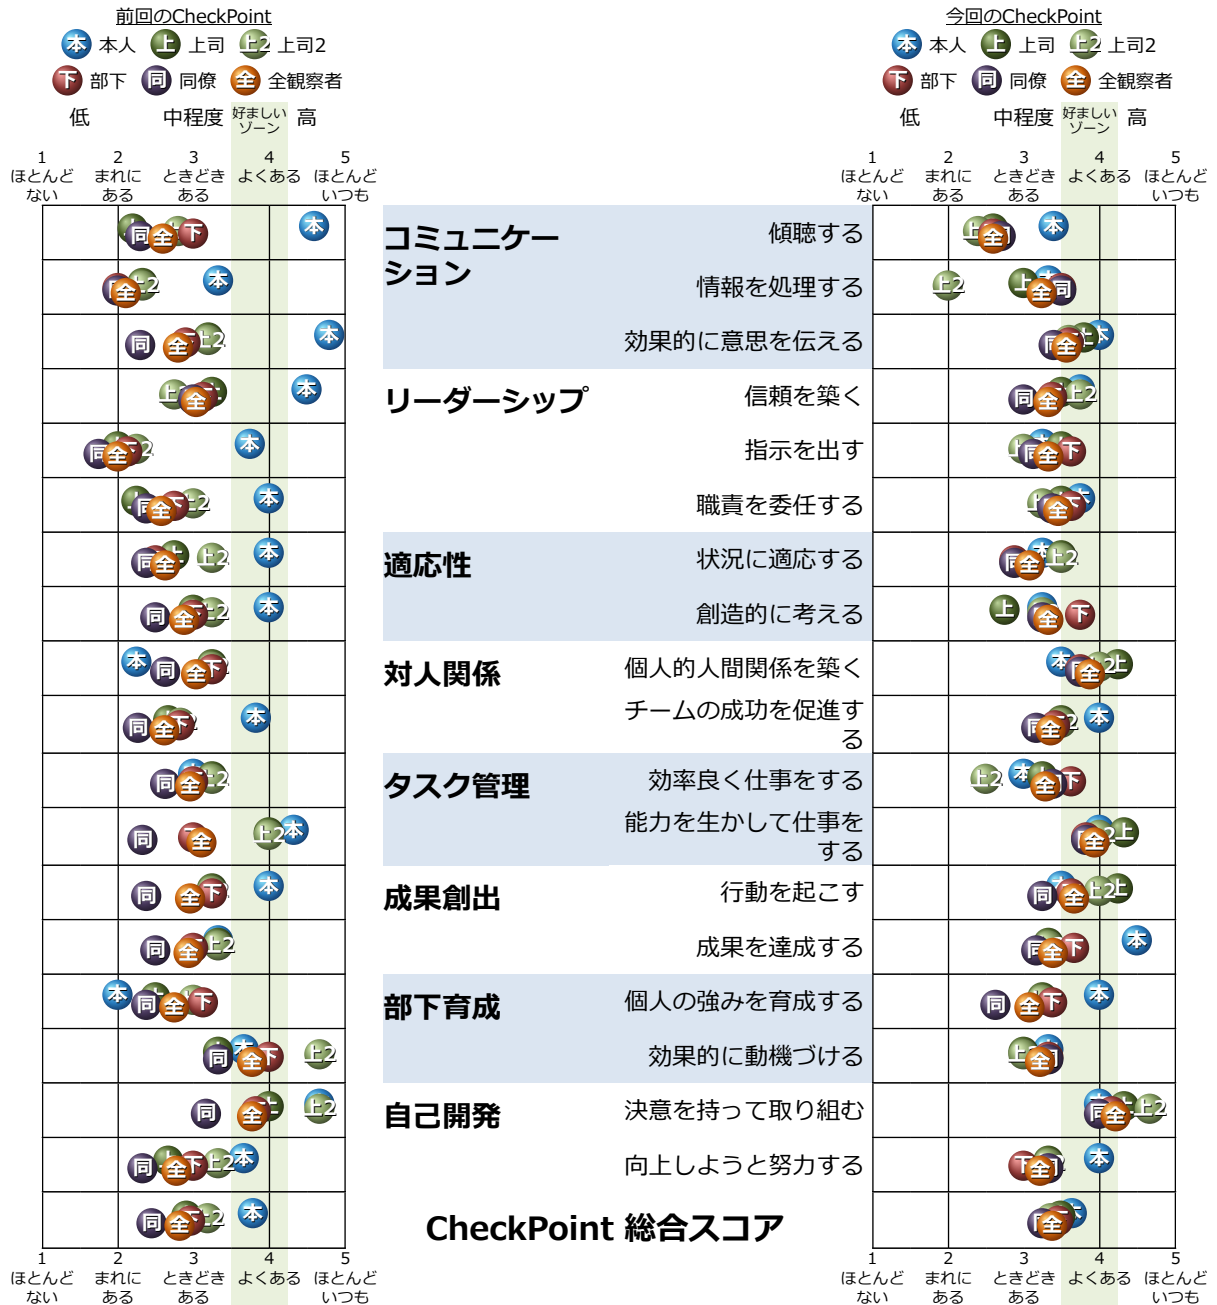 前回のCheckPoint
本 本人 上 上司 上2 上司2
下 部下 同 同僚 全 全観察者
低 中程度 好ましいゾーン 高
1 2 3 4 5
ほとんどない まれにある ときどきある よくある ほとんどいつも
今回のCheckPoint
本 本人 上 上司 上2 上司2
下 部下 同 同僚 全 全観察者
低 中程度 好ましいゾーン 高
1 2 3 4 5
ほとんどない まれにある ときどきある よくある ほとんどいつも
コミュニケーション
傾聴する
情報を処理する
効果的に意思を伝える
リーダーシップ
信頼を築く
指示を出す
職責を委任する
適応性
状況に適応する
創造的に考える
対人関係
個人的人間関係を築く
チームの成功を促進する
タスク管理
効率良く仕事をする
能力を生かして仕事をする
成果創出
行動を起こす
成果を達成する
部下育成
個人の強みを育成する
効果的に動機づける
自己開発
決意を持って取り組む
向上しようと努力する
CheckPoint 総合スコア
1 2 3 4 5
ほとんどない まれにある ときどきある よくある ほとんどいつも
1 2 3 4 5
ほとんどない まれにある ときどきある よくある ほとんどいつも